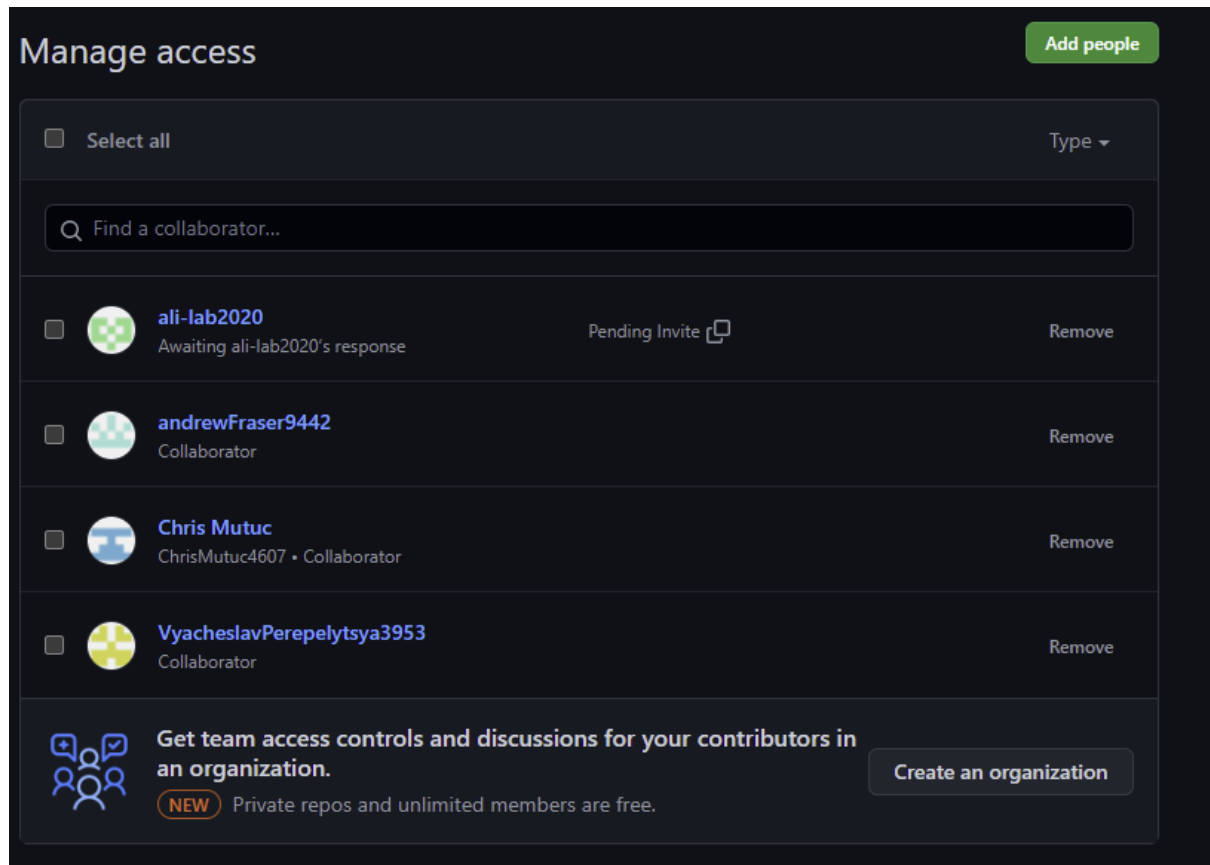 Manage access
Add people
Select all
Type
Find a collaborator...
ali-lab2020
Awaiting ali-lab2020's response
Pending Invite
Remove
andrewFraser9442
Collaborator
Remove
Chris Mutuc
ChrisMutuc4607 • Collaborator
Remove
VyacheslavPerepelytsya3953
Collaborator
Remove
Get team access controls and discussions for your contributors in
an organization.
NEW Private repos and unlimited members are free.
Create an organization